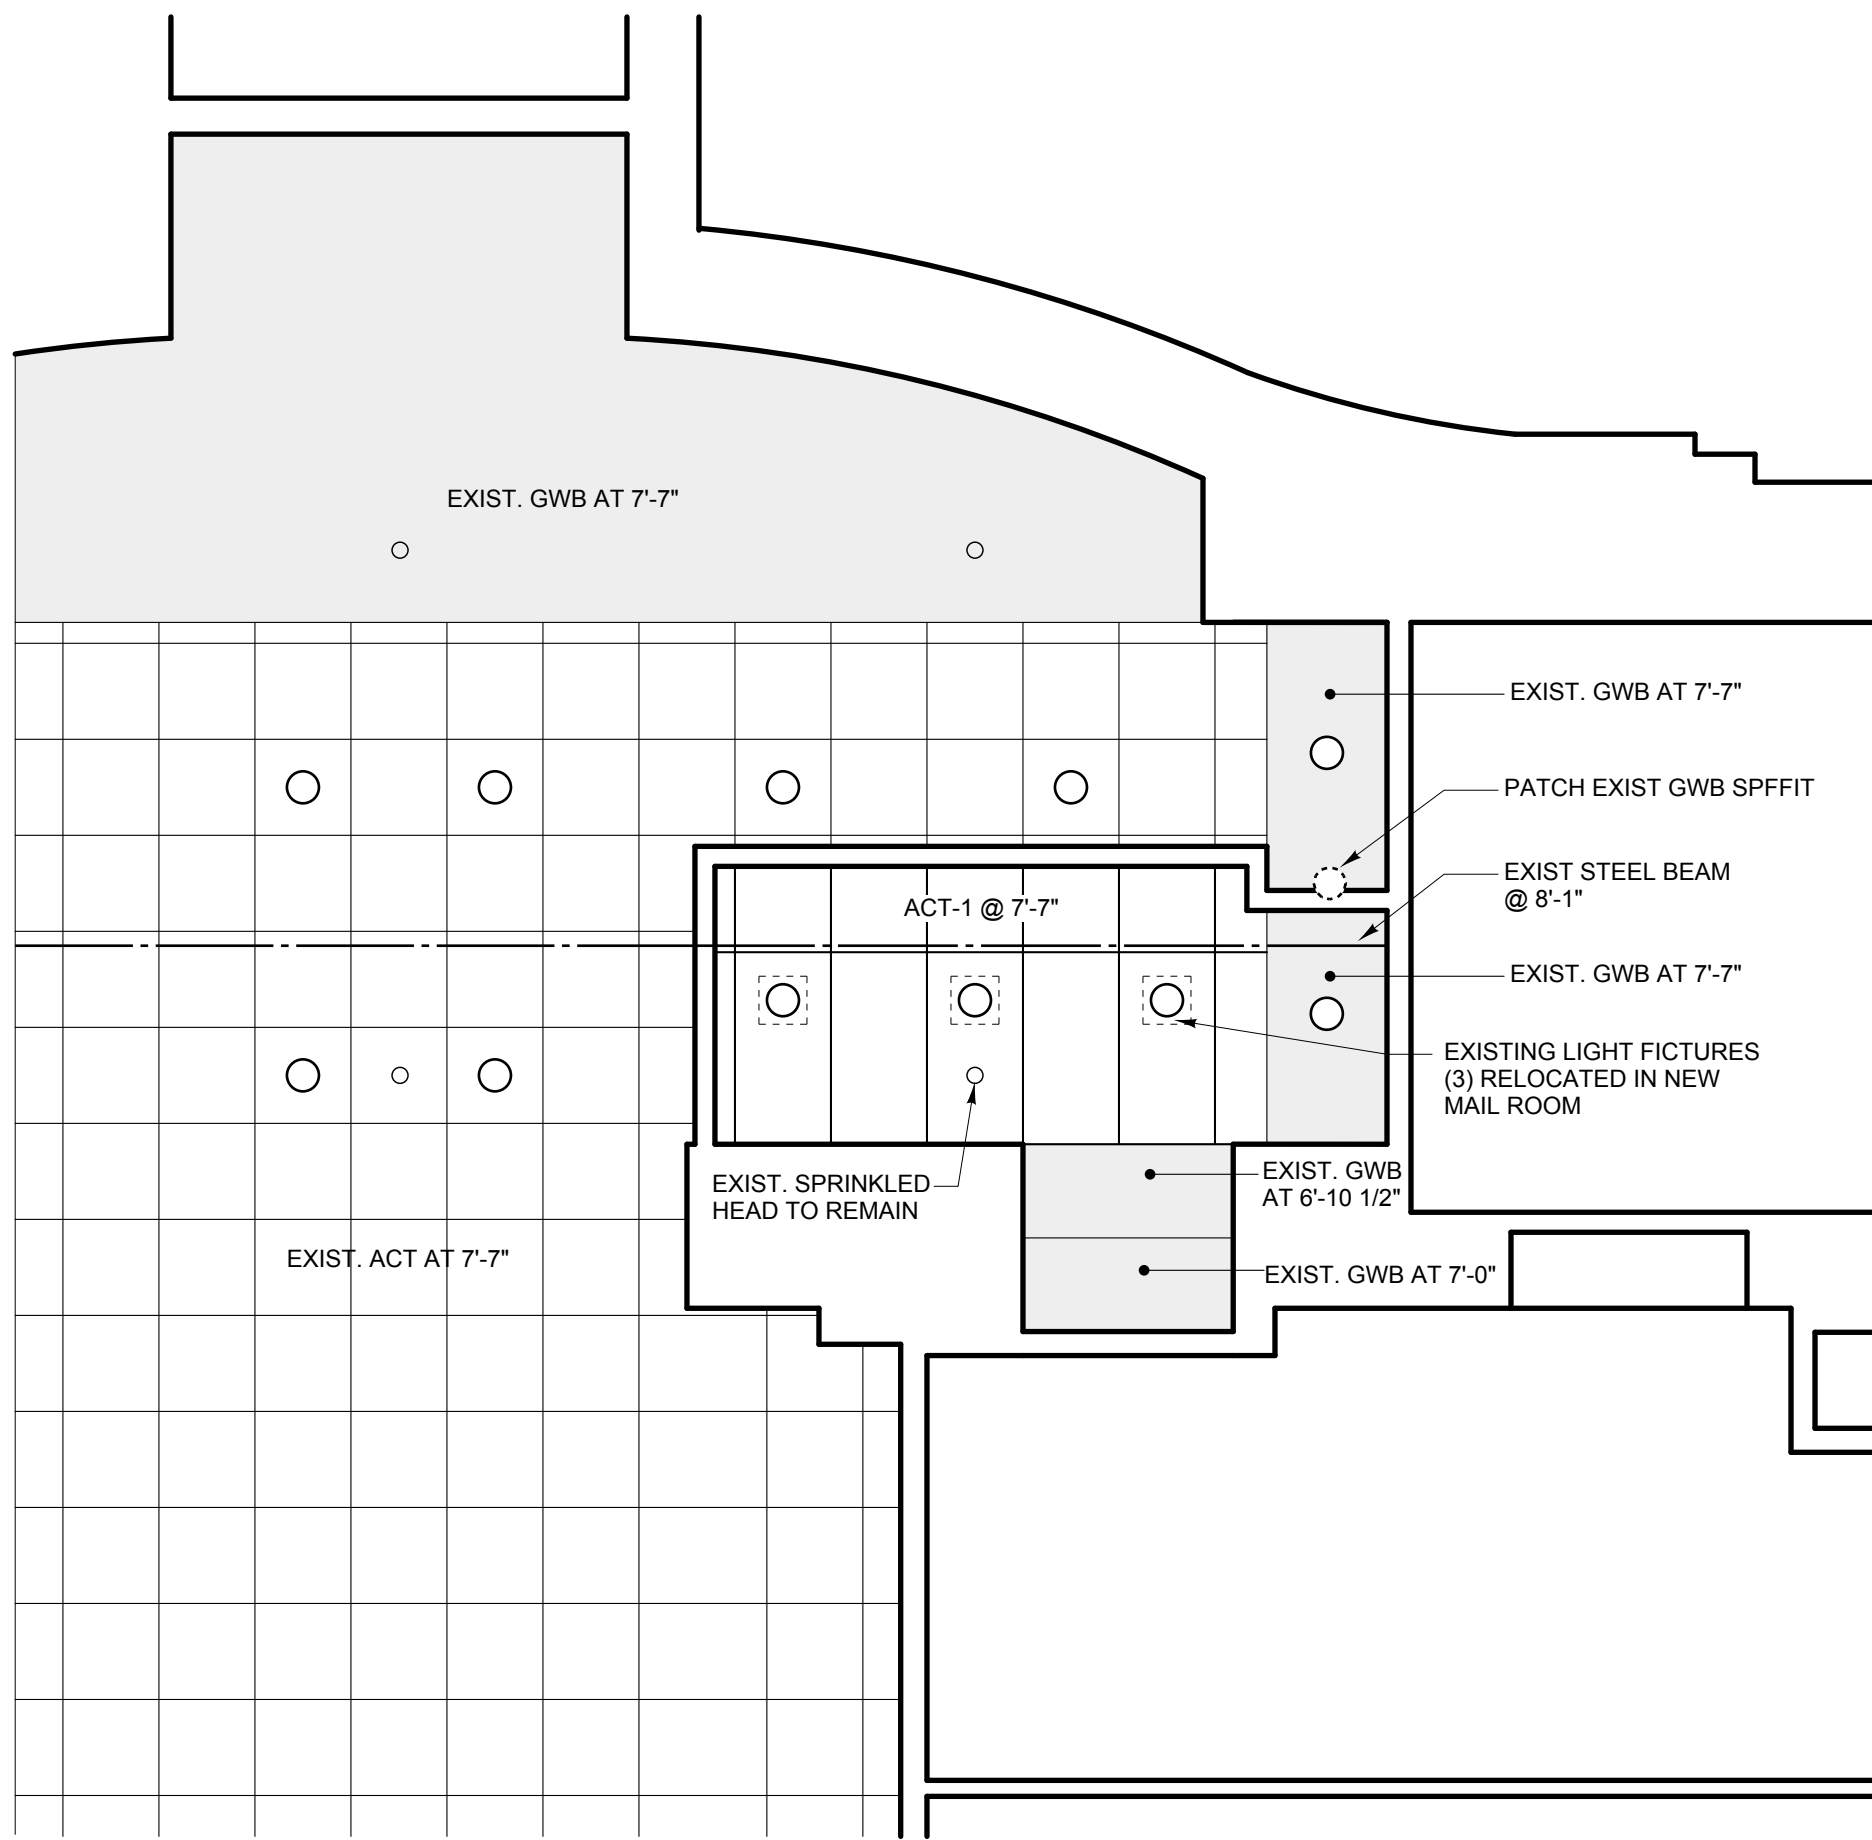 EXIST. GWB AT 7'-7"
EXIST. GWB AT 7'-7"
PATCH EXIST GWB SPFFIT
EXIST STEEL BEAM
@ 8'-1"
ACT-1 @ 7'-7"
EXIST. GWB AT 7'-7"
EXISTING LIGHT FICTURES
(3) RELOCATED IN NEW
MAIL ROOM
EXIST. SPRINKLED
HEAD TO REMAIN
EXIST. GWB
AT 6'-10 1/2"
EXIST. ACT AT 7'-7"
EXIST. GWB AT 7'-0"